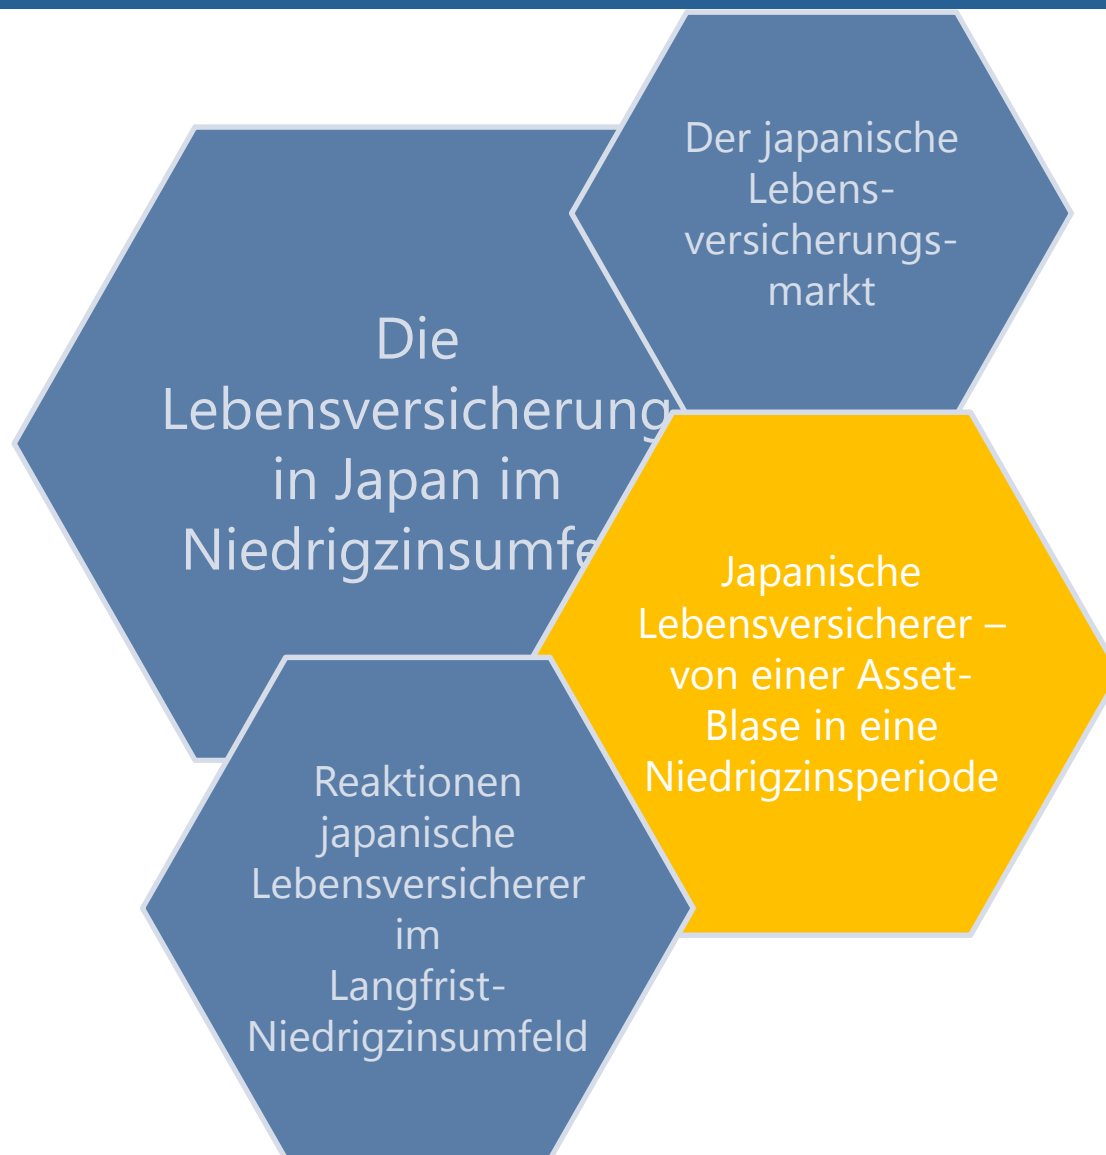 Der japanische
Lebens-
versicherungs-
markt
Die
Lebensversicherung
in Japan im
Niedrigzinsumfe
Japanische
Lebensversicherer –
von einer Asset-
Blase in eine
Niedrigzinsperiode
Reaktionen
japanische
Lebensversicherer
im
Langfrist-
Niedrigzinsumfeld